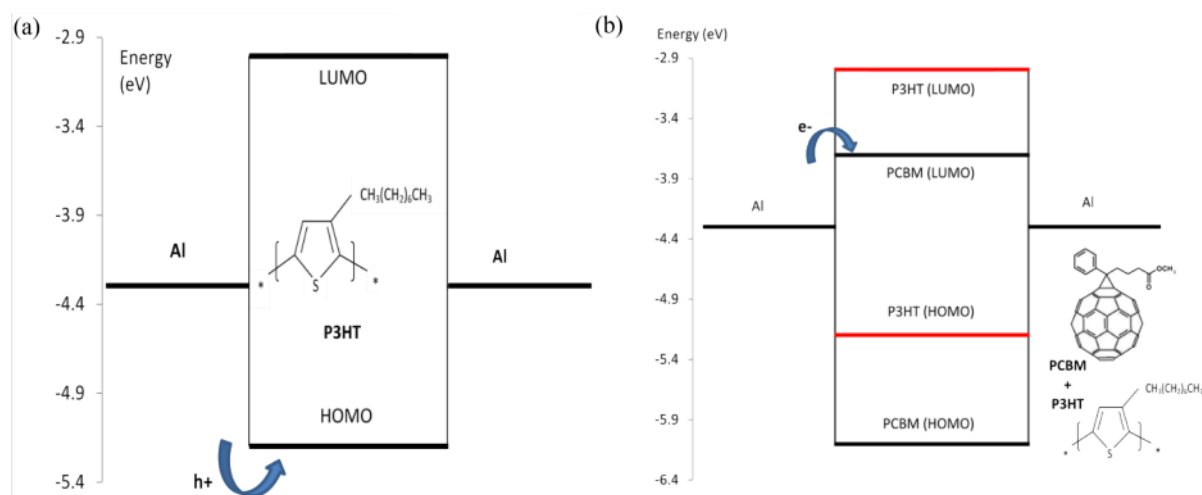 (a)
-2.9
Energy
(eV)
LUMO
-3.4
CH₃(CH₂)₆CH₃
-3.9
Al
Al
*
S
*
-4.4
P3HT
-4.9
HOMO
h+
-5.4
(b)
Energy (eV)
-2.9
P3HT (LUMO)
-3.4
e-
PCBM (LUMO)
-3.9
Al
Al
-4.4
OCH₃
O
-4.9
P3HT (HOMO)
-5.4
PCBM
+
P3HT
CH₃(CH₂)₆CH₃
-5.9
PCBM (HOMO)
*
S
*
-6.4